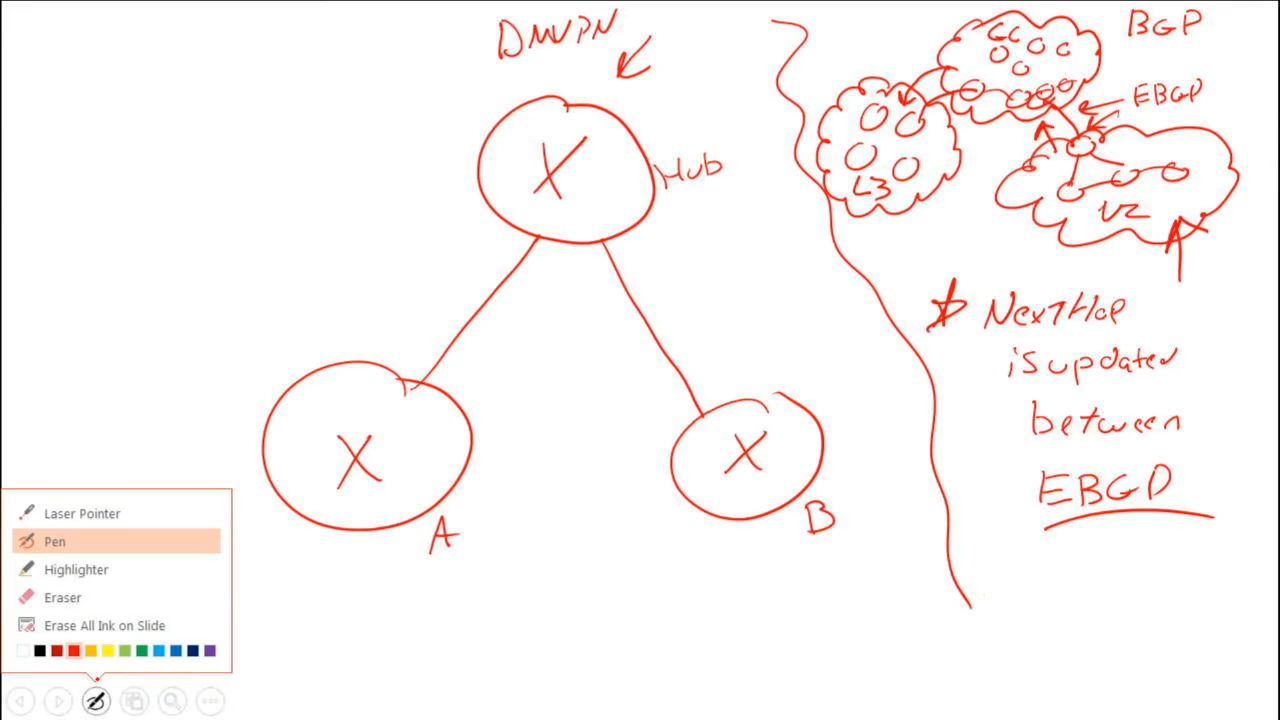 DMVPN
Hub
A
B
BGP
EBGP
L3
VZ
NextHop
is updated
between
EBGP
Laser Pointer
Pen
Highlighter
Eraser
Erase All Ink on Slide